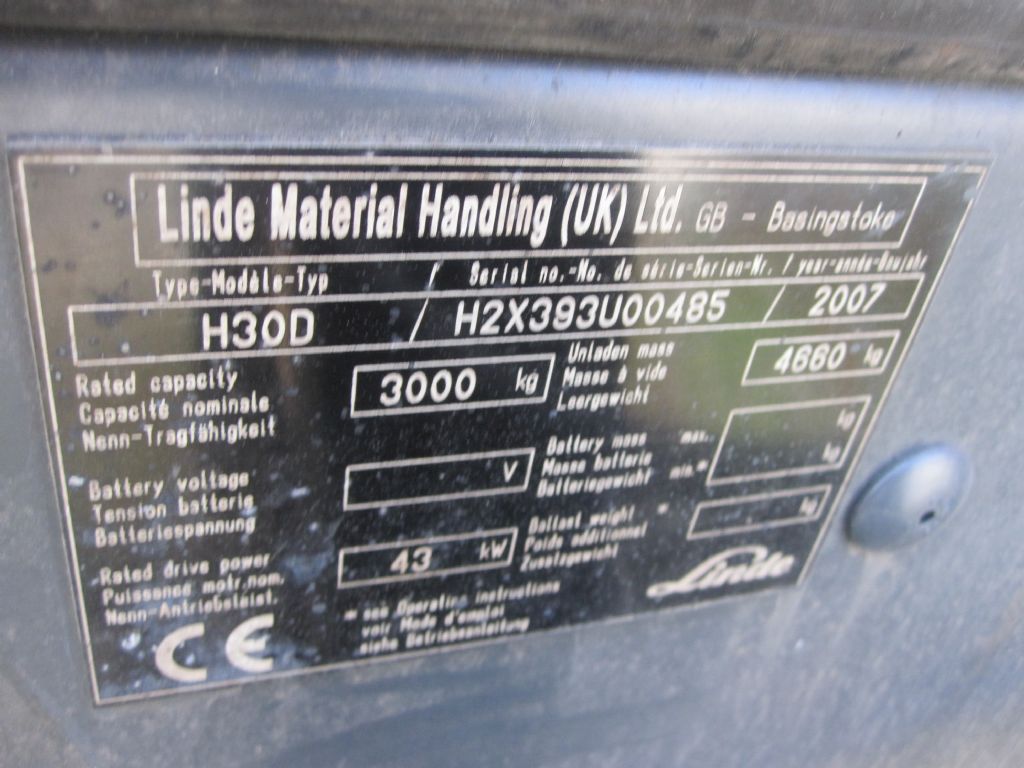 Linde Material Handling (UK) Ltd. GB - Basingstoke
Type-Modèle-Typ / Serial no.-No. de série-Serien-Nr. / year-année-Baujahr
H30D / H2X393U00485 / 2007
Rated capacity
Capacité nominale
Nenn-Tragfähigkeit
3000 kg
Unladen mass
Masse à vide
Leergewicht
4660 kg
Battery voltage
Tension batterie
Batteriespannung
V
Battery mass max.
Masse batterie
Batteriegewicht min.*
kg
kg
Rated drive power
Puissance motr.nom.
Nenn-Antriebsleist.
43 kW
Ballast weight *
Poids additionnel
Zusatzgewicht
kg
* see Operating instructions
voir Mode d'emploi
siehe Betriebsanleitung
CE
Linde